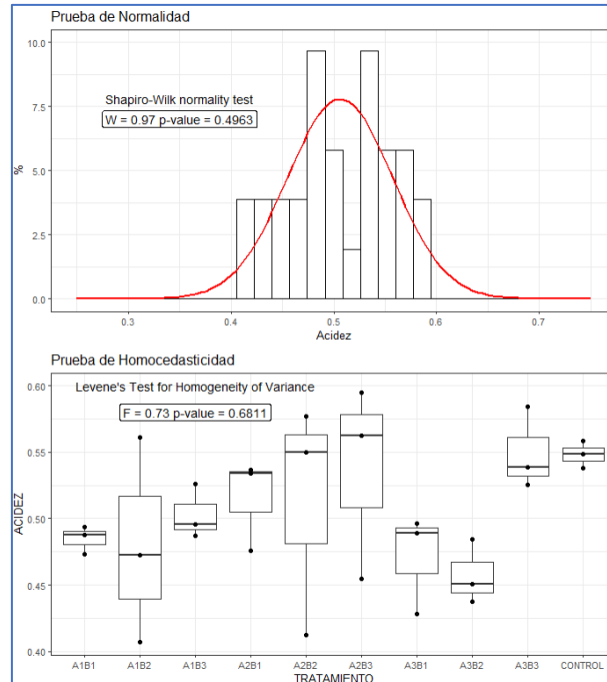 Prueba de Normalidad
10.0
7.5
5.0
2.5
0.0
%
Shapiro-Wilk normality test
W = 0.97 p-value = 0.4963
0.3 0.4 0.5 0.6 0.7
Acidez
Prueba de Homocedasticidad
Levene's Test for Homogeneity of Variance
F = 0.73 p-value = 0.6811
0.60
0.55
0.50
0.45
0.40
ACIDEZ
A1B1 A1B2 A1B3 A2B1 A2B2 A2B3 A3B1 A3B2 A3B3 CONTROL
TRATAMIENTO